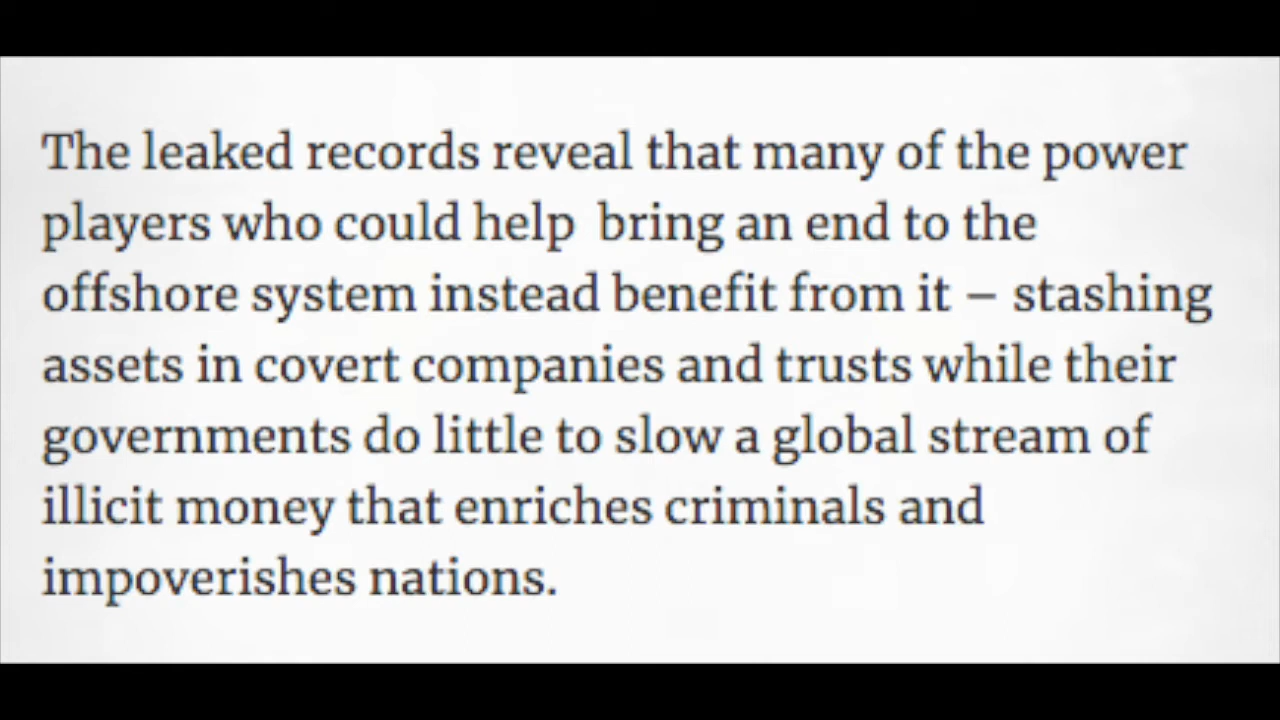 The leaked records reveal that many of the power
players who could help  bring an end to the
offshore system instead benefit from it – stashing
assets in covert companies and trusts while their
governments do little to slow a global stream of
illicit money that enriches criminals and
impoverishes nations.